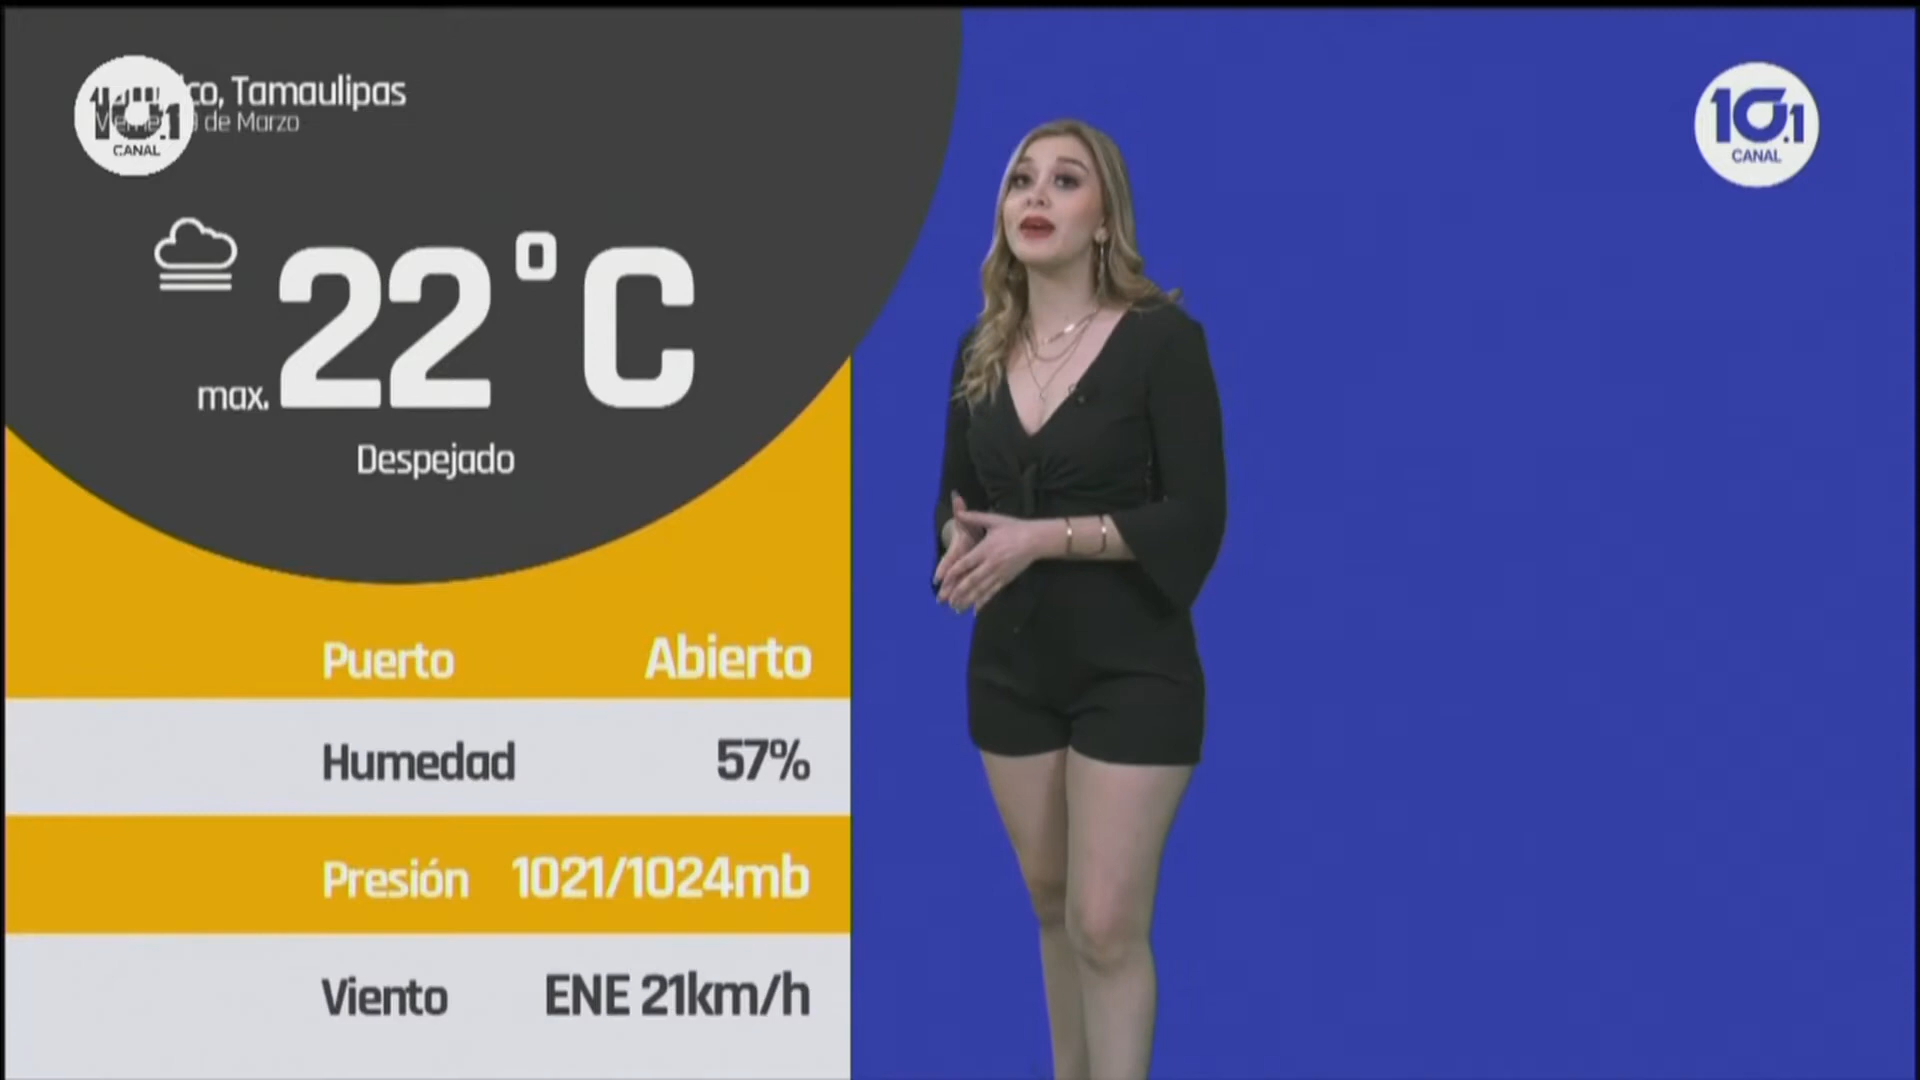 10.1
CANAL
co, Tamaulipas
de Marzo
10.1
CANAL
22°C
max.
Despejado
Puerto Abierto
Humedad 57%
Presión 1021/1024mb
Viento ENE 21km/h